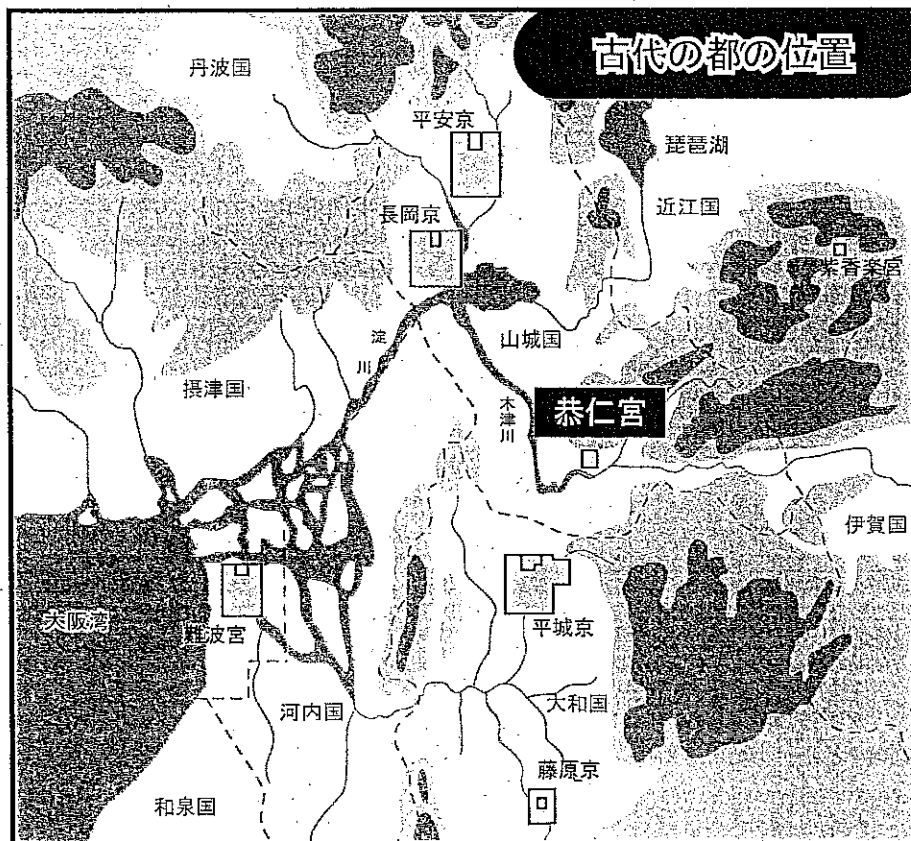 古代の都の位置
丹波国
平安京
琵琶湖
長岡京
近江国
紫香楽宮
淀川
山城国
摂津国
木津川
恭仁宮
伊賀国
大阪湾
難波宮
平城京
河内国
大和国
藤原京
和泉国